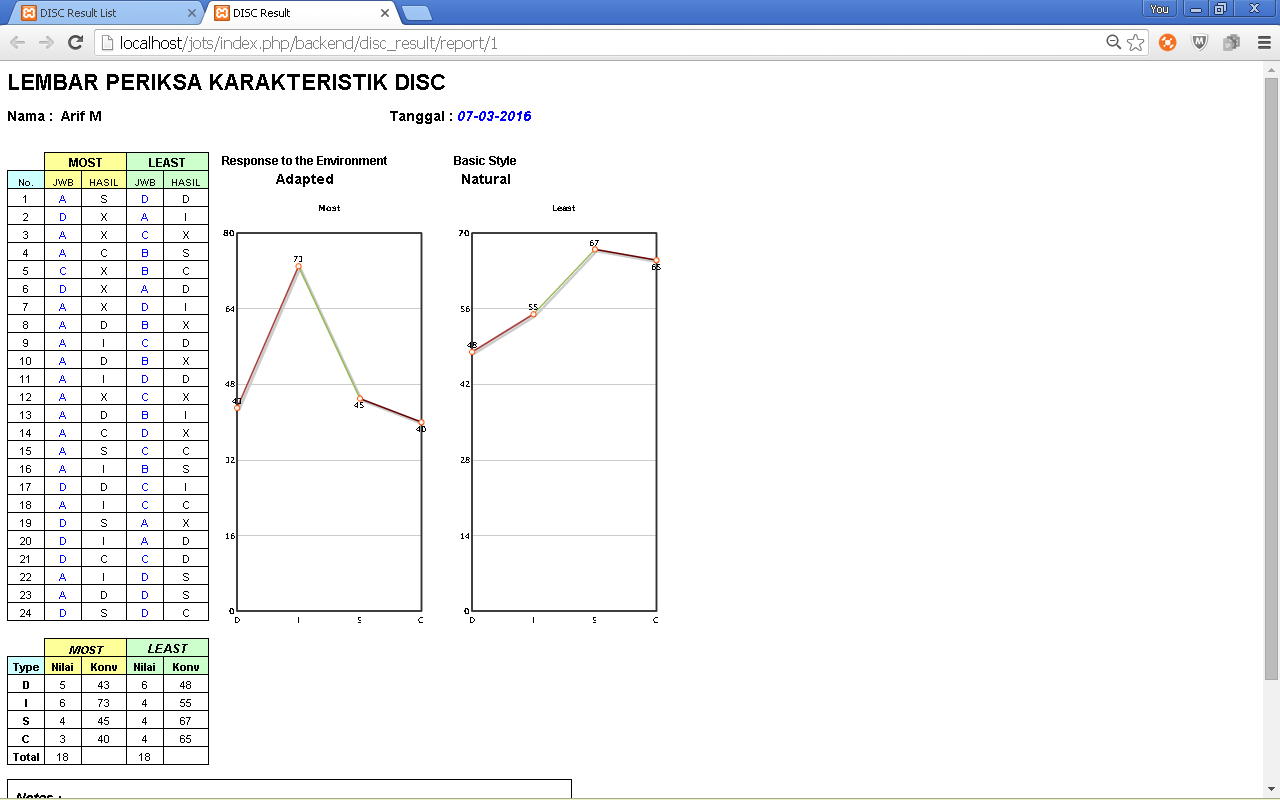 DISC Result List
DISC Result
You
localhost/jots/index.php/backend/disc_result/report/1
LEMBAR PERIKSA KARAKTERISTIK DISC
Nama : Arif M
Tanggal : 07-03-2016
MOST LEAST
No. JWB HASIL JWB HASIL
1 A S D D
2 D X A I
3 A X C X
4 A C B S
5 C X B C
6 D X A D
7 A X D I
8 A D B X
9 A I C D
10 A D B X
11 A I D D
12 A X C X
13 A D B I
14 A C D X
15 A S C C
16 A I B S
17 D D C I
18 A I C C
19 D S A X
20 D I A D
21 D C C D
22 A I D S
23 A D D S
24 D S D C
Response to the Environment
Adapted
Most
80
73
64
48
43
45
40
32
16
0
D I S C
Basic Style
Natural
Least
70
67
65
56
55
48
42
28
14
0
D I S C
MOST LEAST
Type Nilai Konv Nilai Konv
D 5 43 6 48
I 6 73 4 55
S 4 45 4 67
C 3 40 4 65
Total 18 18
Notes :